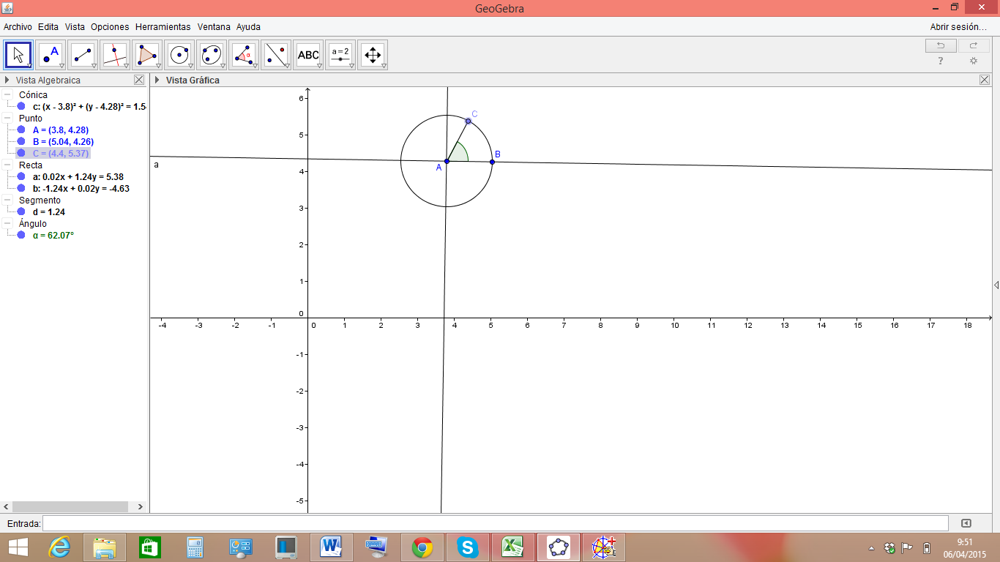 GeoGebra
Archivo Edita Vista Opciones Herramientas Ventana Ayuda
Abrir sesión...
A
α
ABC
a = 2
?
Vista Algebraica
Vista Gráfica
Cónica
c: (x - 3.8)² + (y - 4.28)² = 1.5
Punto
A = (3.8, 4.28)
B = (5.04, 4.26)
C = (4.4, 5.37)
Recta
a: 0.02x + 1.24y = 5.38
b: -1.24x + 0.02y = -4.63
Segmento
d = 1.24
Ángulo
α = 62.07°
6
5
4
3
2
1
0
-1
-2
-3
-4
-5
-4 -3 -2 -1 0 1 2 3 4 5 6 7 8 9 10 11 12 13 14 15 16 17 18
a
A
B
C
Entrada:
9:51
06/04/2015